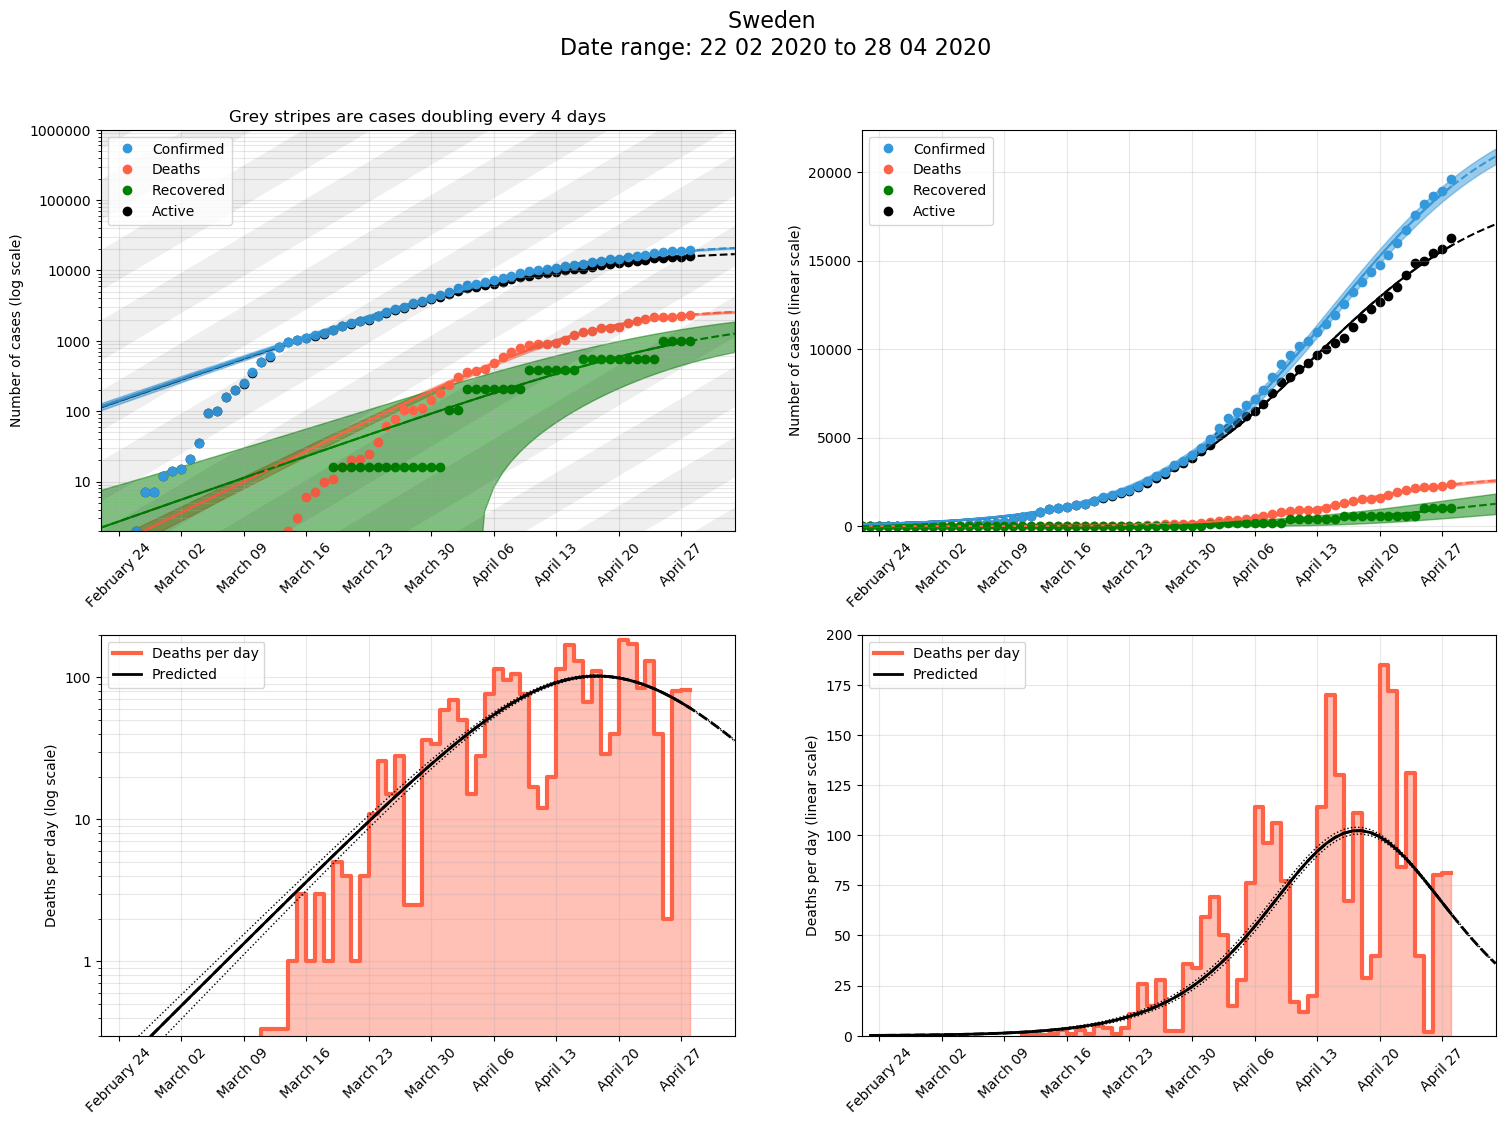 Sweden
Date range: 22 02 2020 to 28 04 2020
Grey stripes are cases doubling every 4 days
Number of cases (log scale)
1000000
100000
10000
1000
100
10
Confirmed
Deaths
Recovered
Active
February 24
March 02
March 09
March 16
March 23
March 30
April 06
April 13
April 20
April 27
Number of cases (linear scale)
20000
15000
10000
5000
0
Confirmed
Deaths
Recovered
Active
February 24
March 02
March 09
March 16
March 23
March 30
April 06
April 13
April 20
April 27
Deaths per day (log scale)
100
10
1
Deaths per day
Predicted
February 24
March 02
March 09
March 16
March 23
March 30
April 06
April 13
April 20
April 27
Deaths per day (linear scale)
200
175
150
125
100
75
50
25
0
Deaths per day
Predicted
February 24
March 02
March 09
March 16
March 23
March 30
April 06
April 13
April 20
April 27